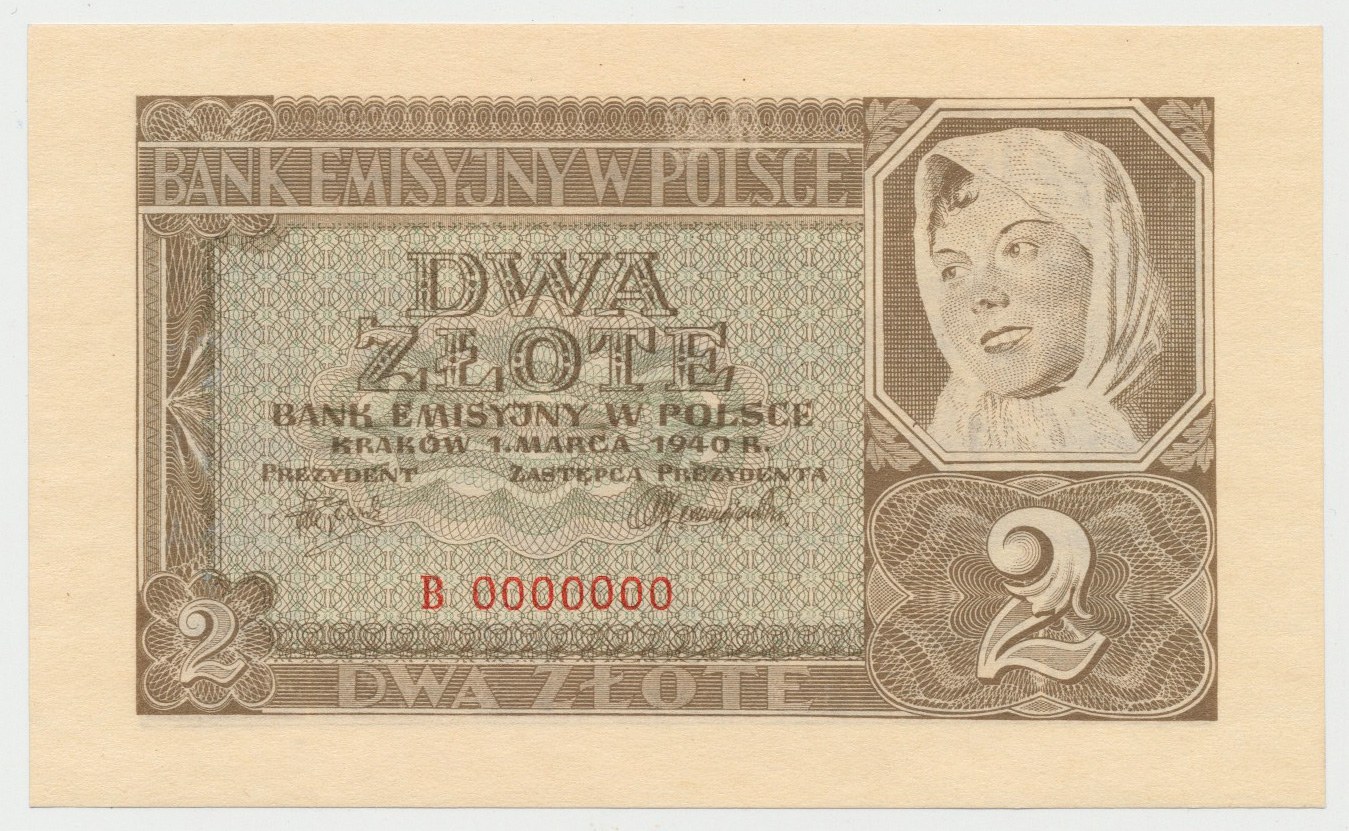 BANK EMISYJNY W POLSCE
DWA
ZŁOTE
BANK EMISYJNY W POLSCE
KRAKÓW 1. MARCA 1940 R.
PREZYDENT ZASTĘPCA PREZYDENTA
B 0000000
2
DWA ZŁOTE
2